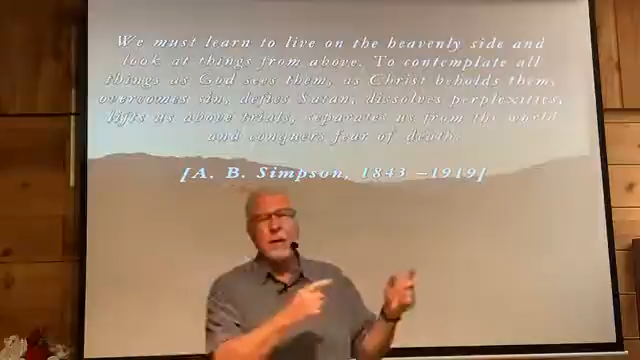 We must learn to live on the heavenly side and
look at things from above. To contemplate all
things as God sees them, as Christ beholds them,
overcomes sin, defies Satan, dissolves perplexities,
lifts us above trials, separates us from the world
and conquers fear of death.
[A. B. Simpson, 1843 –1919]